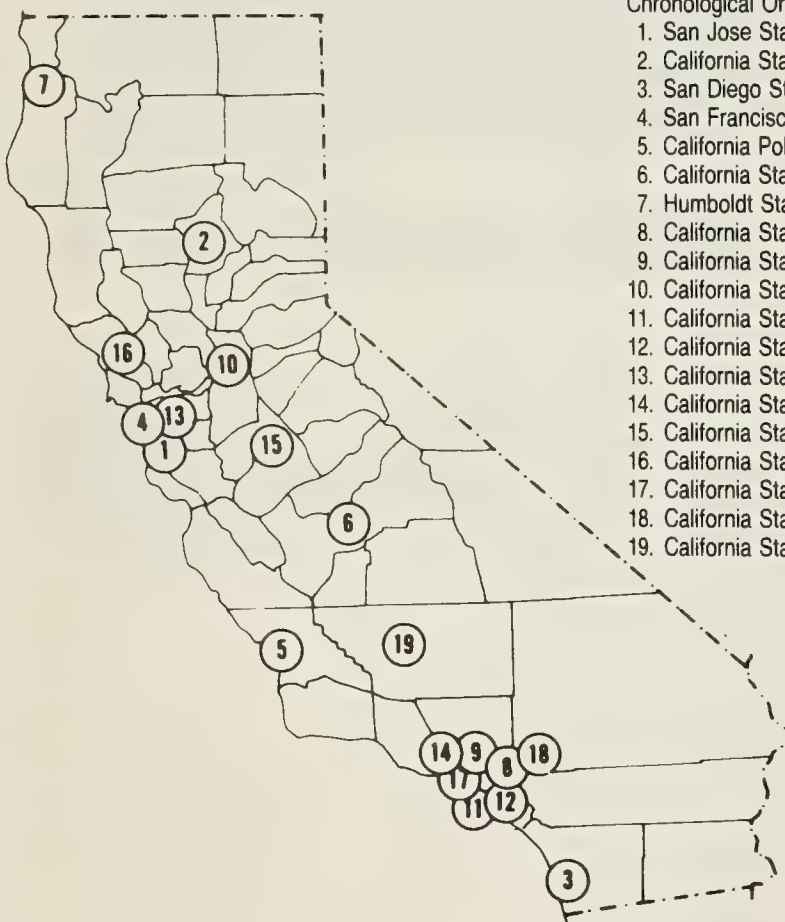 Chronological Or
1. San Jose Sta
2. California Sta
3. San Diego St
4. San Francisc
5. California Pol
6. California Sta
7. Humboldt Sta
8. California Sta
9. California Sta
10. California Sta
11. California Sta
12. California Sta
13. California Sta
14. California Sta
15. California Sta
16. California Sta
17. California Sta
18. California Sta
19. California Sta
7
2
16
10
4
13
1
15
6
5
19
14
9
18
8
17
12
11
3